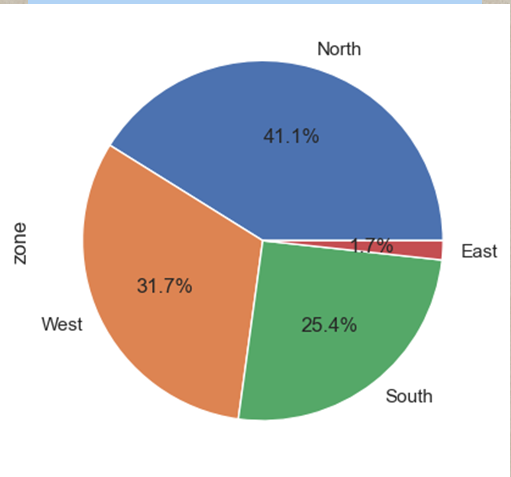 North
41.1%
zone
1.7%
East
31.7%
West
25.4%
South